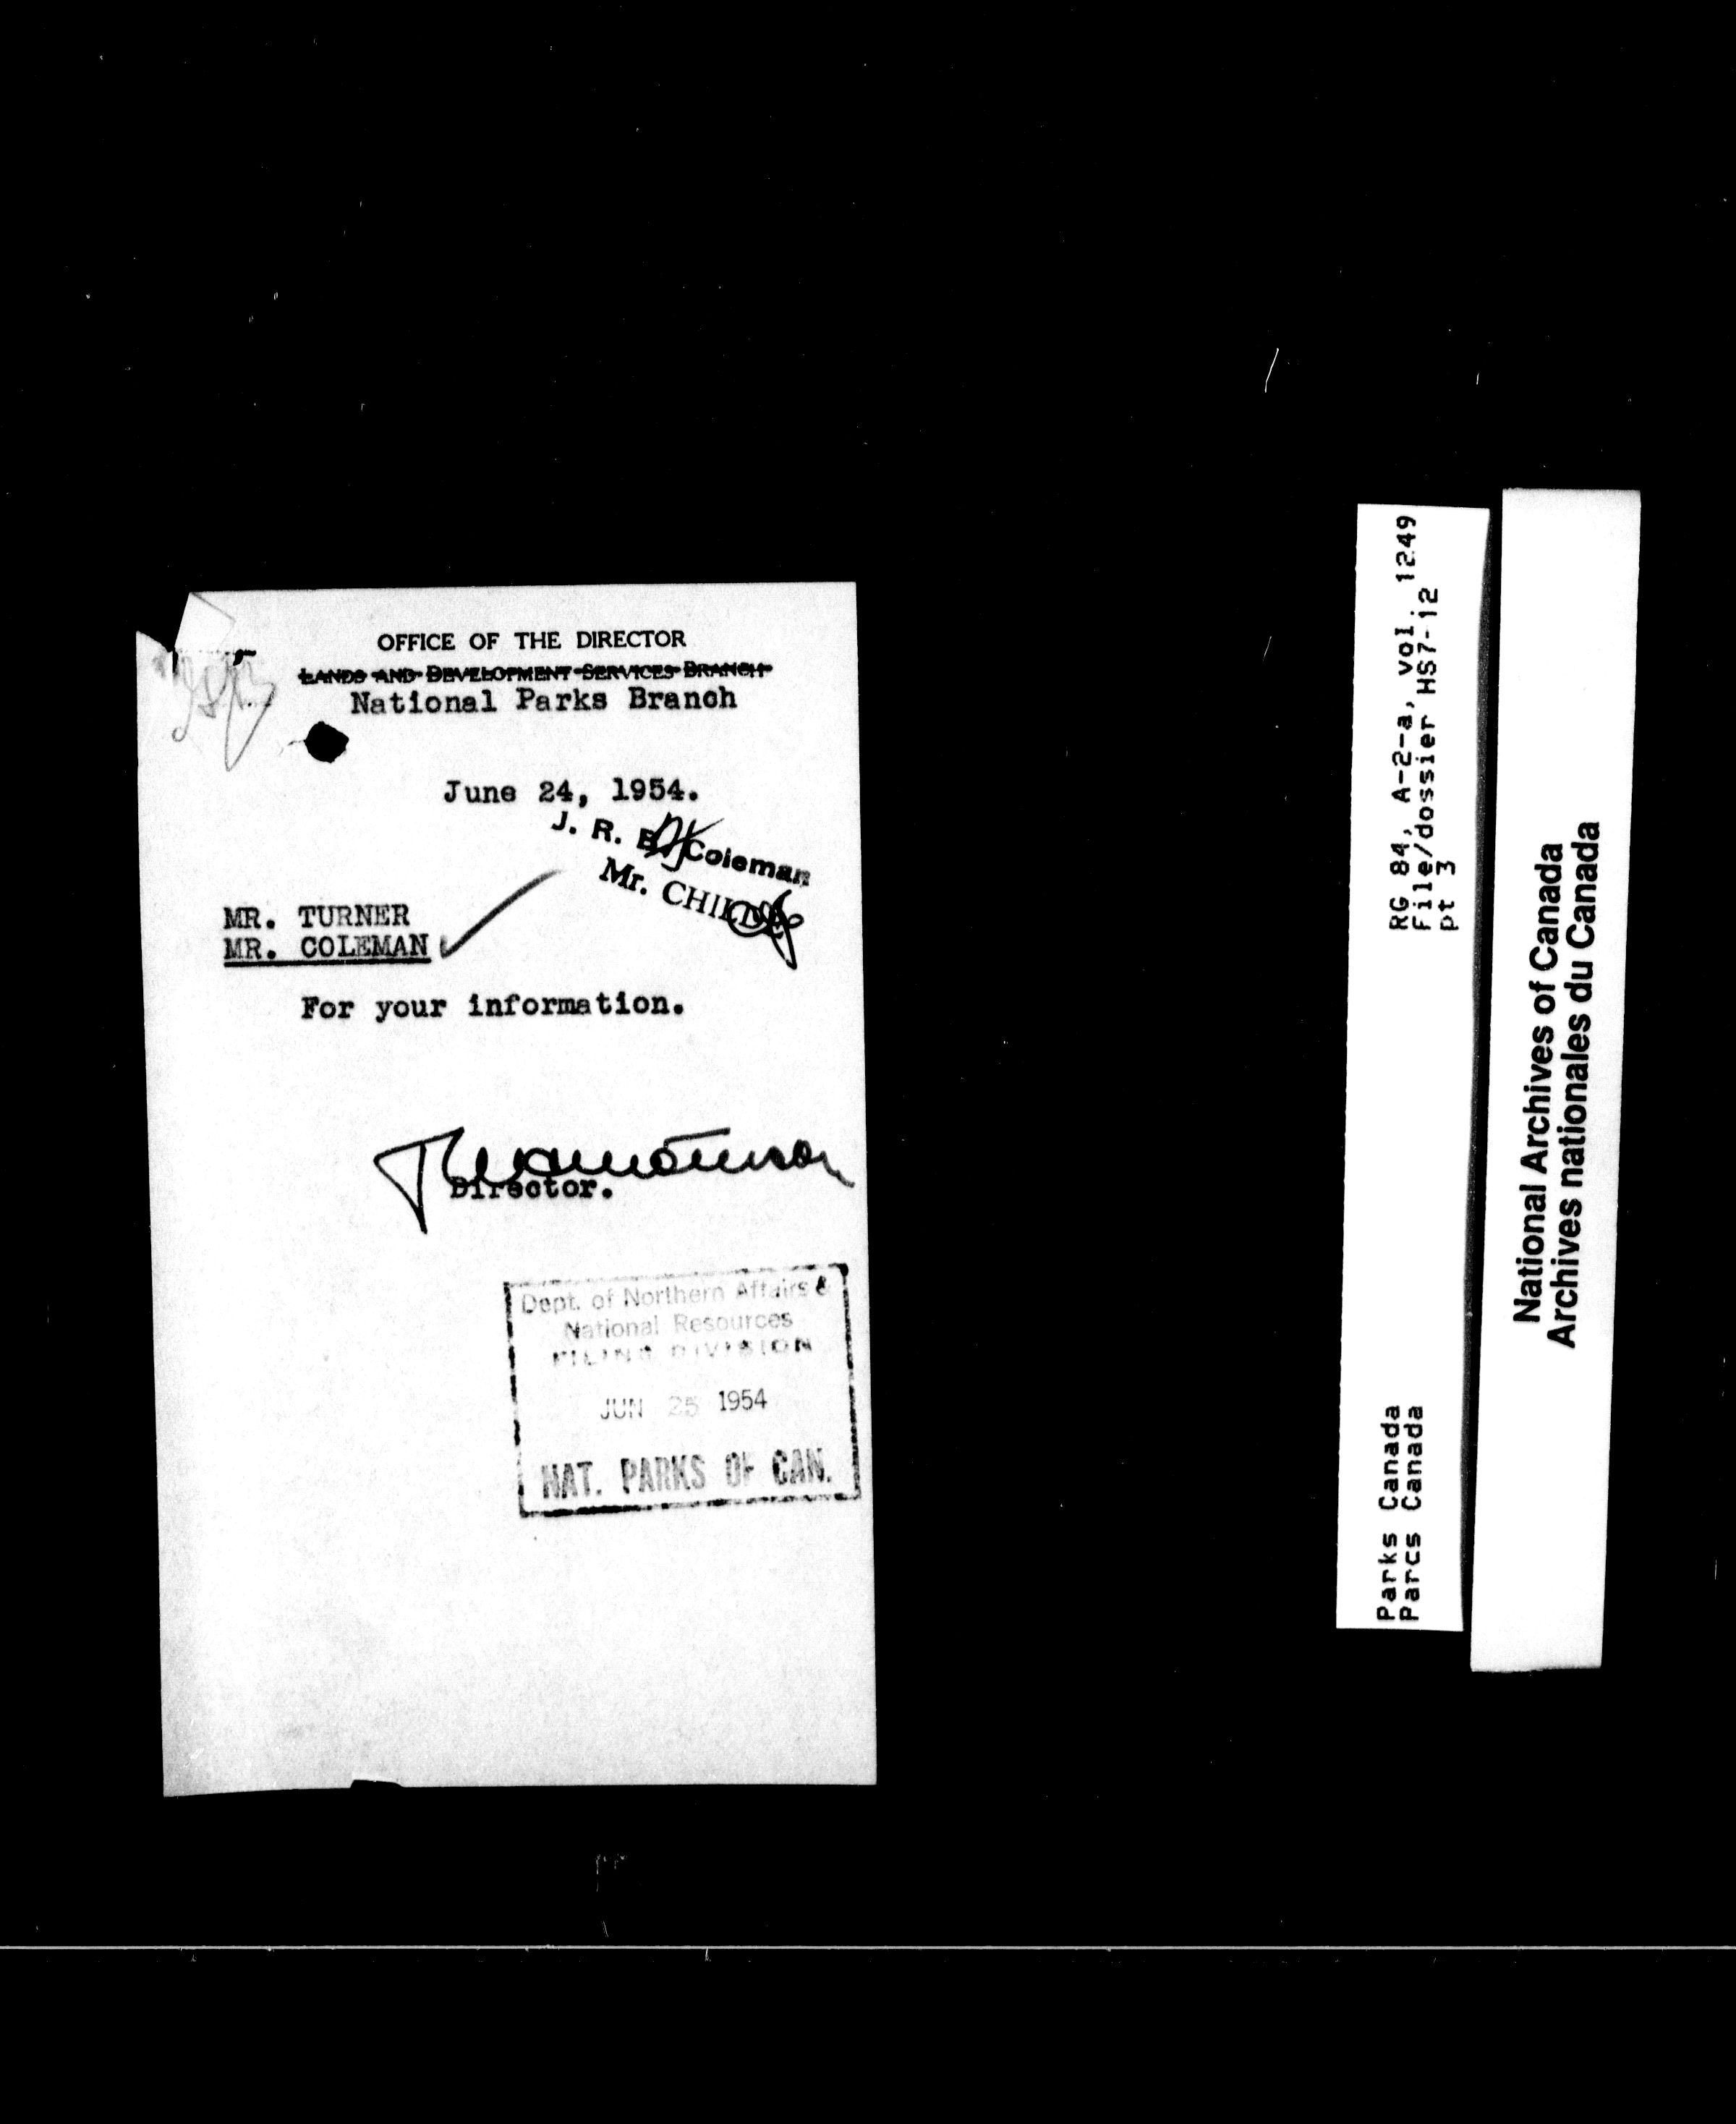 OFFICE OF THE DIRECTOR
LANDS AND DEVELOPMENT SERVICES BRANCH
National Parks Branch
June 24, 1954.
J. R. B. Coleman
Mr. CHILD
MR. TURNER
MR. COLEMAN
For your information.
Director.
Dept. of Northern Affairs &
National Resources
FILING DIVISION
JUN 25 1954
NAT. PARKS OF CAN.
RG 84, A-2-a, vol. 1249
File/dossier HS7-12
pt 3
Parks Canada
Parcs Canada
National Archives of Canada
Archives nationales du Canada